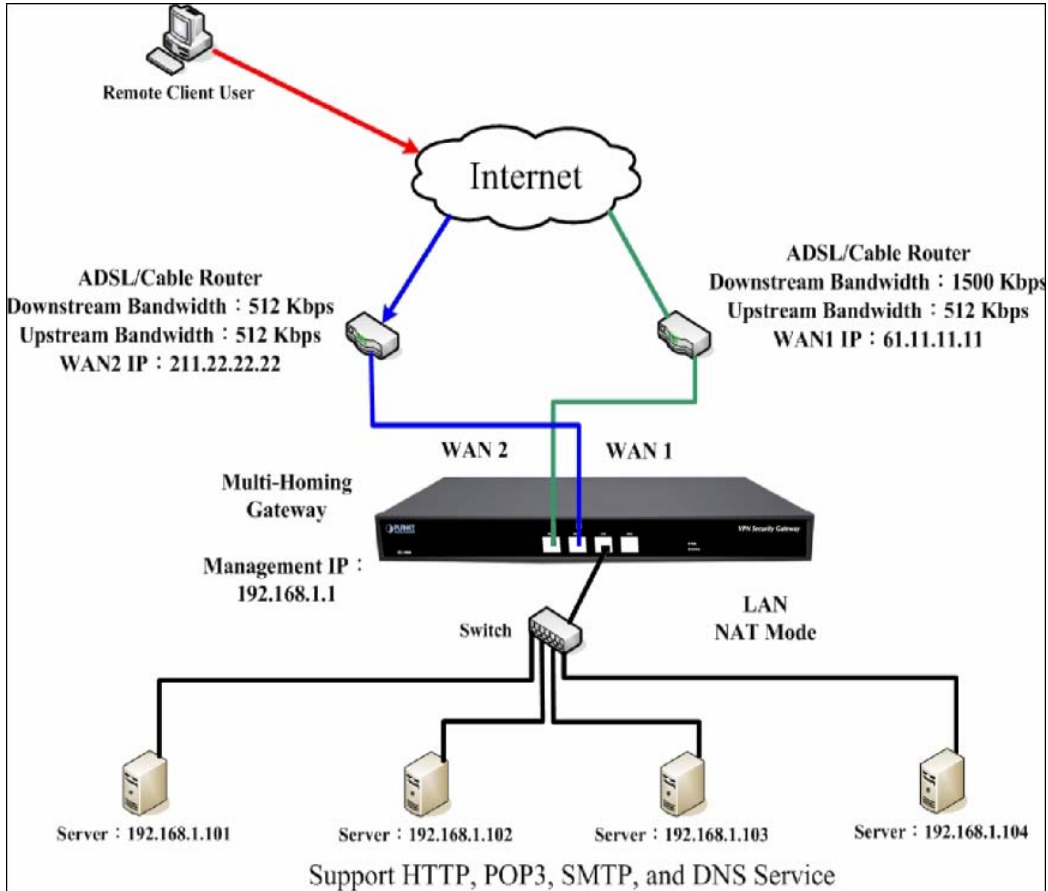 Remote Client User
Internet
ADSL/Cable Router
Downstream Bandwidth：512 Kbps
Upstream Bandwidth：512 Kbps
WAN2 IP：211.22.22.22
ADSL/Cable Router
Downstream Bandwidth：1500 Kbps
Upstream Bandwidth：512 Kbps
WAN1 IP：61.11.11.11
WAN 2
WAN 1
Multi-Homing
Gateway
PLANET
VPN Security Gateway
Management IP：
192.168.1.1
LAN
NAT Mode
Switch
Server：192.168.1.101
Server：192.168.1.102
Server：192.168.1.103
Server：192.168.1.104
Support HTTP, POP3, SMTP, and DNS Service